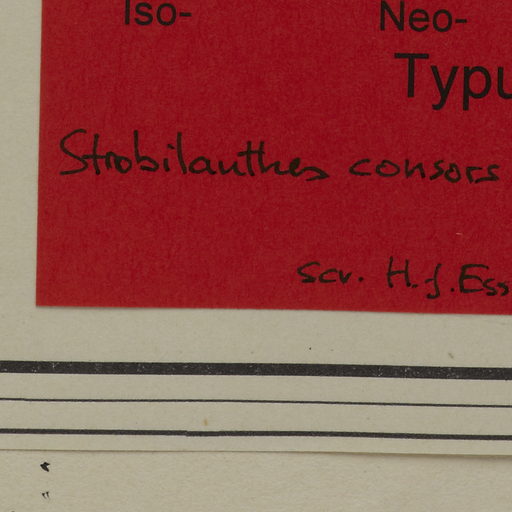 Iso- Neo-
Typu
Strobilanthes consors
scr. H.J. Ess